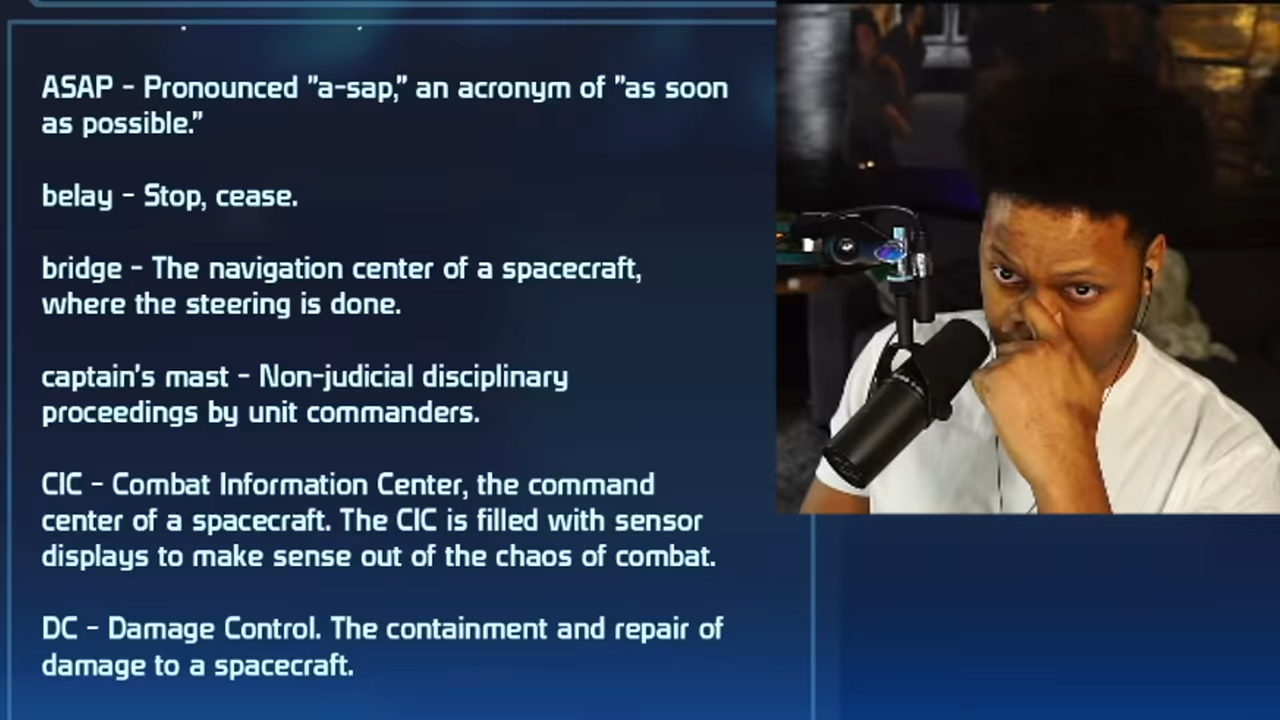 ASAP - Pronounced "a-sap," an acronym of "as soon
as possible."
belay - Stop, cease.
bridge - The navigation center of a spacecraft,
where the steering is done.
captain's mast - Non-judicial disciplinary
proceedings by unit commanders.
CIC - Combat Information Center, the command
center of a spacecraft. The CIC is filled with sensor
displays to make sense out of the chaos of combat.
DC - Damage Control. The containment and repair of
damage to a spacecraft.